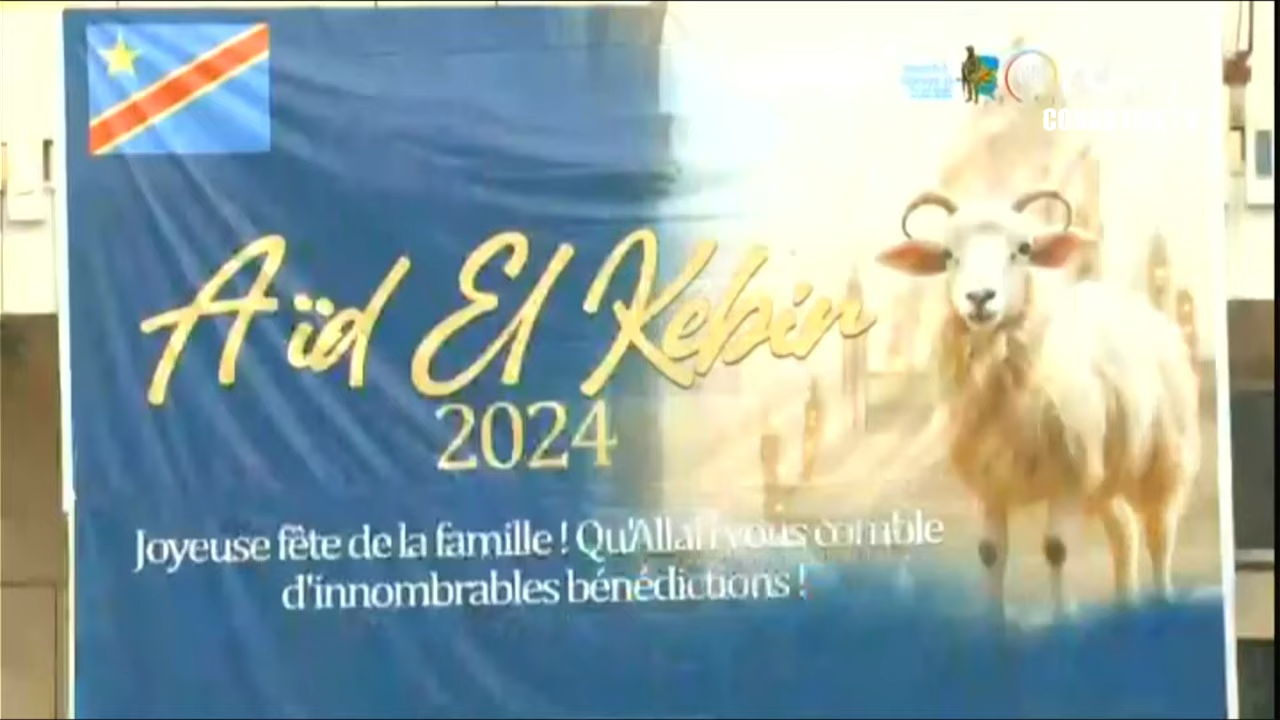 Aïd El Kebir
2024
Joyeuse fête de la famille ! Qu'Allah vous comble
d'innombrables bénédictions !